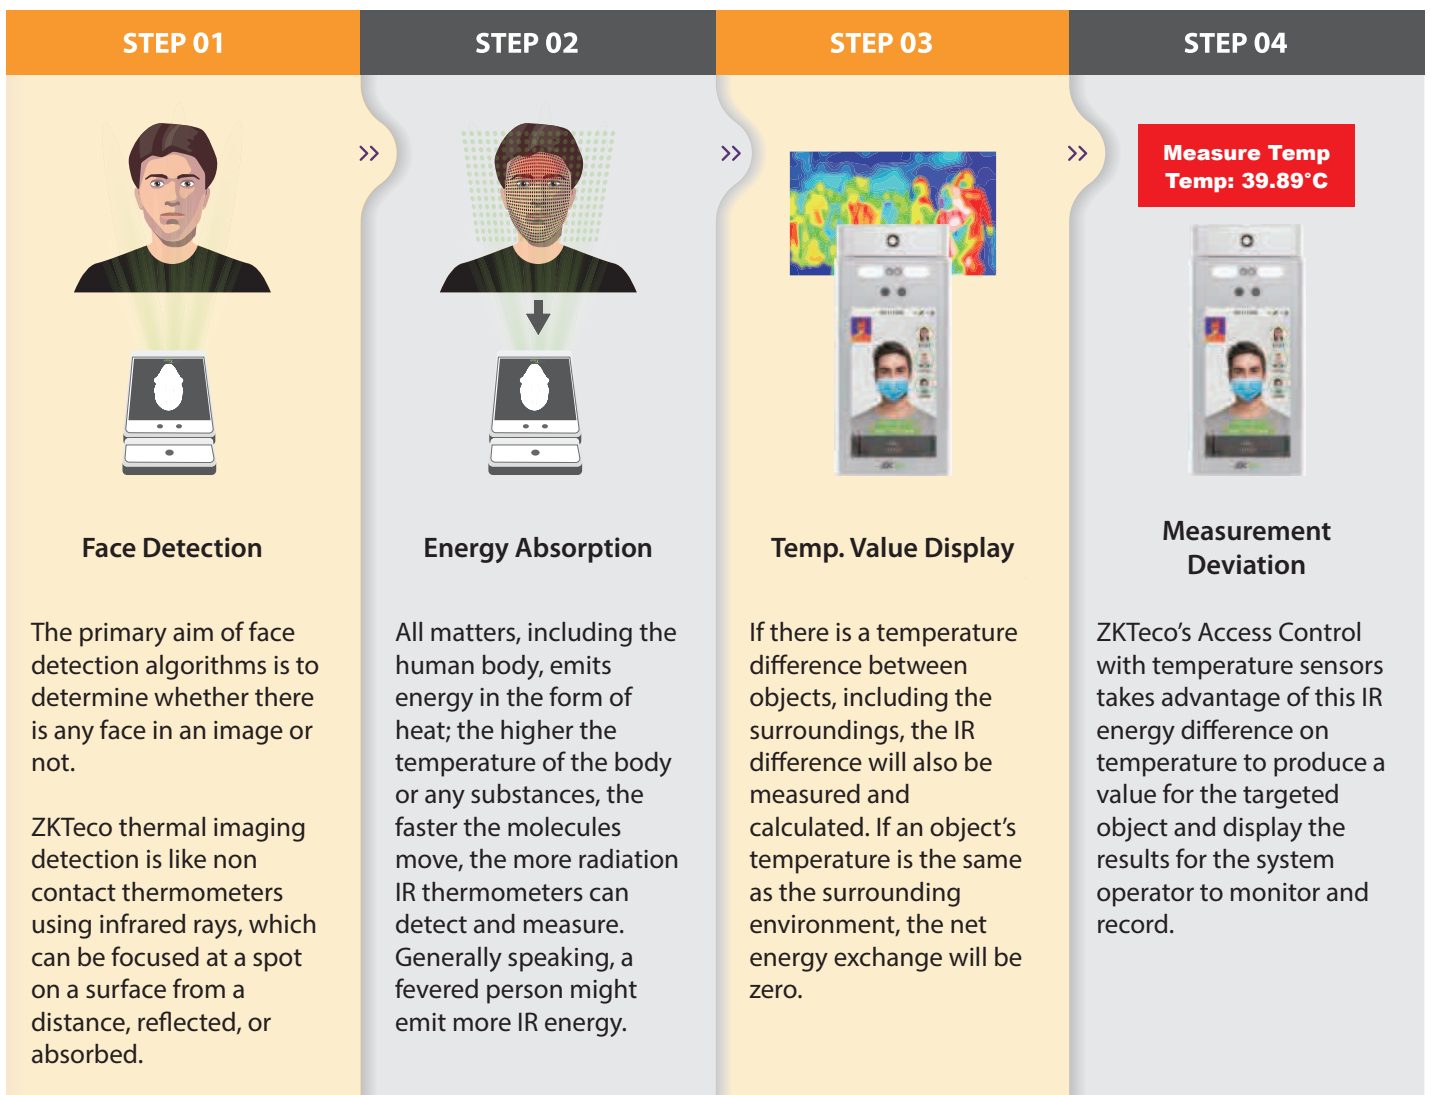 STEP 01
STEP 02
STEP 03
STEP 04
Measure Temp
Temp: 39.89°C
Face Detection
The primary aim of face
detection algorithms is to
determine whether there
is any face in an image or
not.
ZKTeco thermal imaging
detection is like non
contact thermometers
using infrared rays, which
can be focused at a spot
on a surface from a
distance, reflected, or
absorbed.
Energy Absorption
All matters, including the
human body, emits
energy in the form of
heat; the higher the
temperature of the body
or any substances, the
faster the molecules
move, the more radiation
IR thermometers can
detect and measure.
Generally speaking, a
fevered person might
emit more IR energy.
Temp. Value Display
If there is a temperature
difference between
objects, including the
surroundings, the IR
difference will also be
measured and
calculated. If an object's
temperature is the same
as the surrounding
environment, the net
energy exchange will be
zero.
Measurement
Deviation
ZKTeco's Access Control
with temperature sensors
takes advantage of this IR
energy difference on
temperature to produce a
value for the targeted
object and display the
results for the system
operator to monitor and
record.